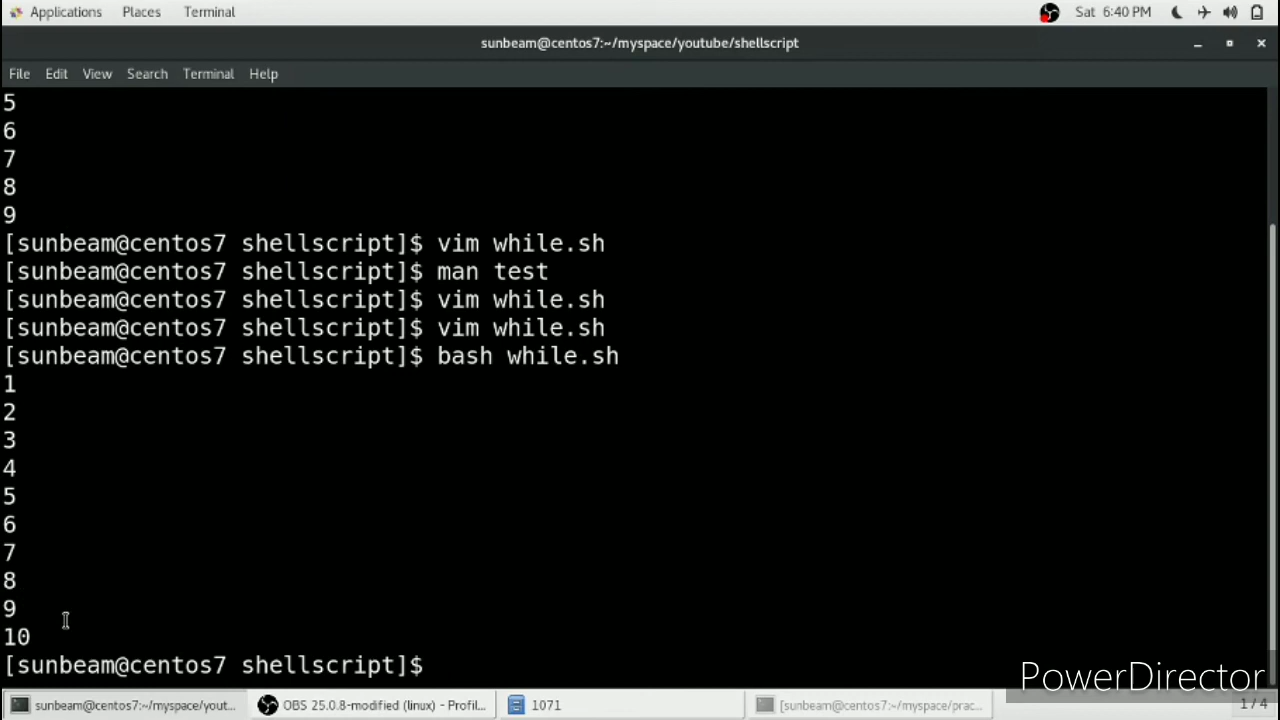 Applications Places Terminal Sat 6:40 PM
sunbeam@centos7:~/myspace/youtube/shellscript
File Edit View Search Terminal Help
5
6
7
8
9
[sunbeam@centos7 shellscript]$ vim while.sh
[sunbeam@centos7 shellscript]$ man test
[sunbeam@centos7 shellscript]$ vim while.sh
[sunbeam@centos7 shellscript]$ vim while.sh
[sunbeam@centos7 shellscript]$ bash while.sh
1
2
3
4
5
6
7
8
9
10
[sunbeam@centos7 shellscript]$
PowerDirector
sunbeam@centos7:~/myspace/yout... OBS 25.0.8-modified (linux) - Profil... 1071 [sunbeam@centos7:~/myspace/prac... 1 / 4